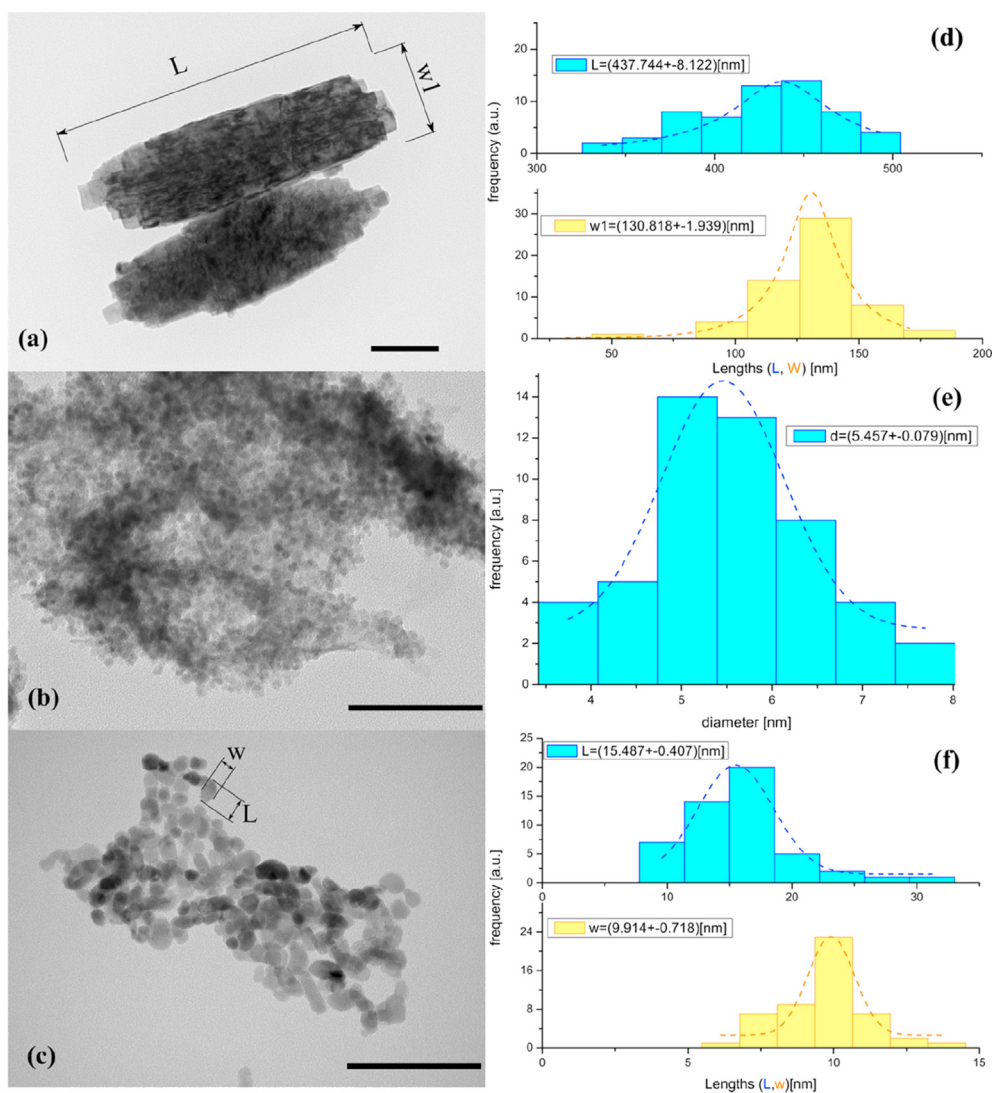 L
w1
(a)
(b)
w
L
(c)
(d)
frequency (a.u.)
20
10
0
L=(437.744+-8.122)[nm]
300
400
500
30
20
10
0
w1=(130.818+-1.939)[nm]
50
100
150
200
Lengths (L, W) [nm]
(e)
frequency [a.u.]
14
12
10
8
6
4
2
0
d=(5.457+-0.079)[nm]
4
5
6
7
8
diameter [nm]
(f)
frequency [a.u.]
25
20
15
10
5
0
L=(15.487+-0.407)[nm]
0
10
20
30
24
16
8
0
w=(9.914+-0.718)[nm]
0
5
10
15
Lengths (L,w)[nm]